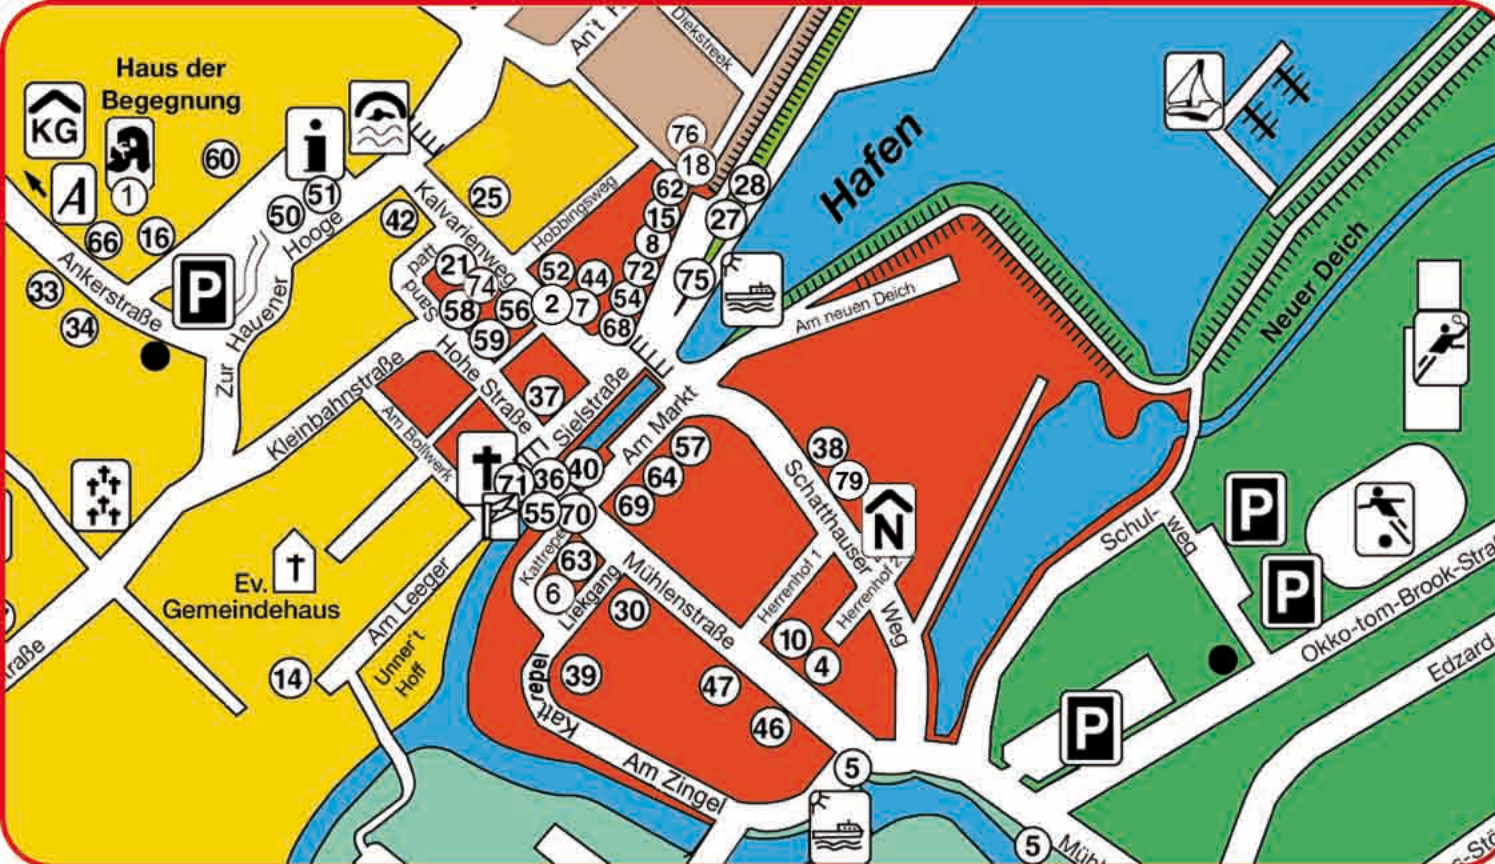 An't
Diekstreek
Haus der
Begegnung
KG
i
A
1
60
66
16
50
51
Hooge
42
25
Kalvarienweg
Hobbingsweg
76
18
62
15
8
72
54
68
28
27
75
Hafen
Am neuen Deich
Neuer Deich
33
34
Ankerstraße
P
Zur
Hauener
patt
Sand
21
74
58
59
56
52
44
2
7
Hohe Straße
37
Sielstraße
Am Markt
Kleinbahnstraße
Am Bollwerk
71
36
40
55
70
57
64
69
38
79
Schatthauser
Weg
N
Herrenhof 1
Herrenhof 2
Mühlenstraße
Kattrepel
63
6
Liekgang
30
39
47
46
10
4
Kattrepel
Am Zingel
5
5
Ev.
Gemeindehaus
Am Leeger
Unner't
Hoff
14
traße
Schul-
weg
P
P
P
Okko-tom-Brook-Straß
Edzard
Mühl
s-Stö